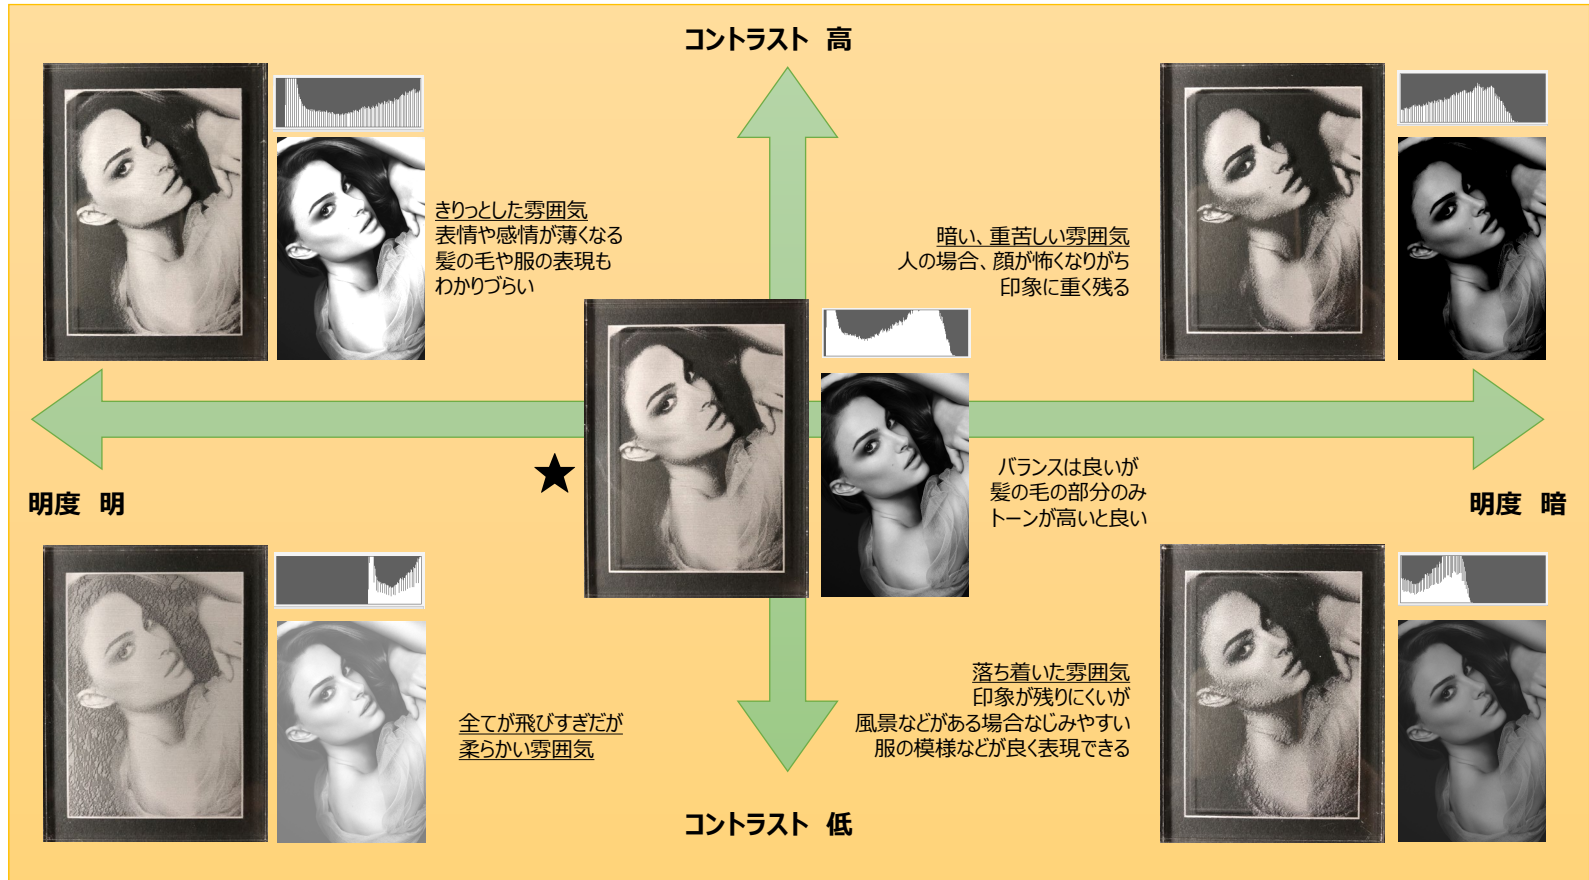 コントラスト 高
きりっとした雰囲気
表情や感情が薄くなる
髪の毛や服の表現も
わかりづらい
暗い、重苦しい雰囲気
人の場合、顔が怖くなりがち
印象に重く残る
★
バランスは良いが
髪の毛の部分のみ
トーンが高いと良い
明度 明
明度 暗
全てが飛びすぎだが
柔らかい雰囲気
落ち着いた雰囲気
印象が残りにくいが
風景などがある場合なじみやすい
服の模様などが良く表現できる
コントラスト 低